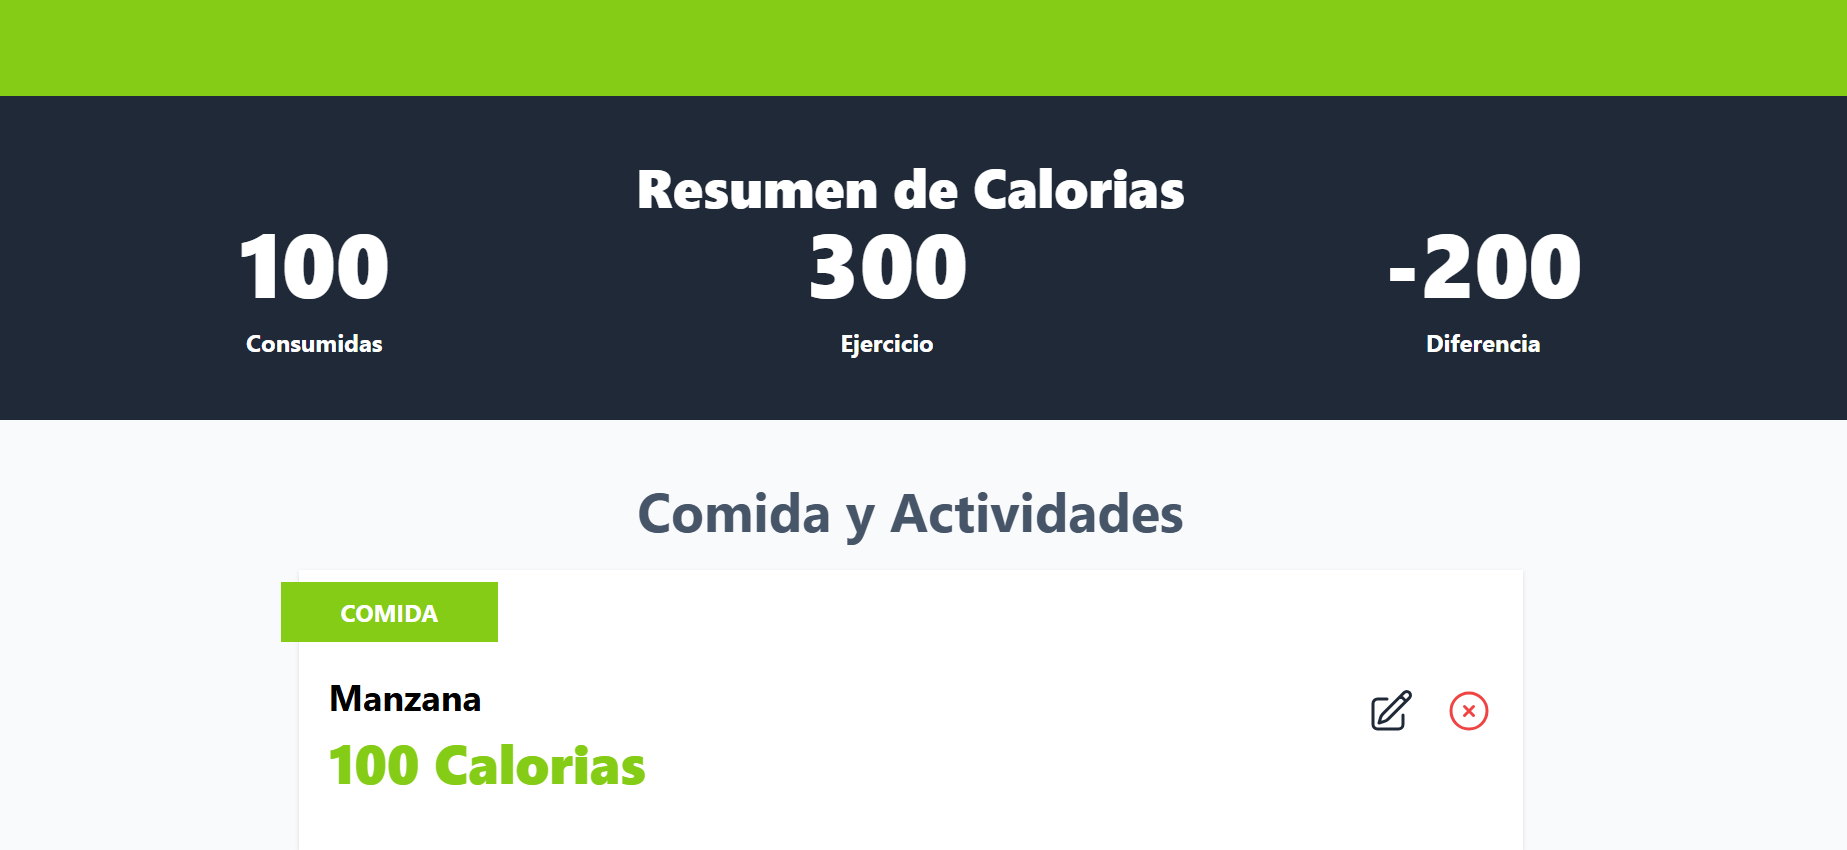 Resumen de Calorias
100 300 -200
Consumidas Ejercicio Diferencia
Comida y Actividades
COMIDA
Manzana
100 Calorias